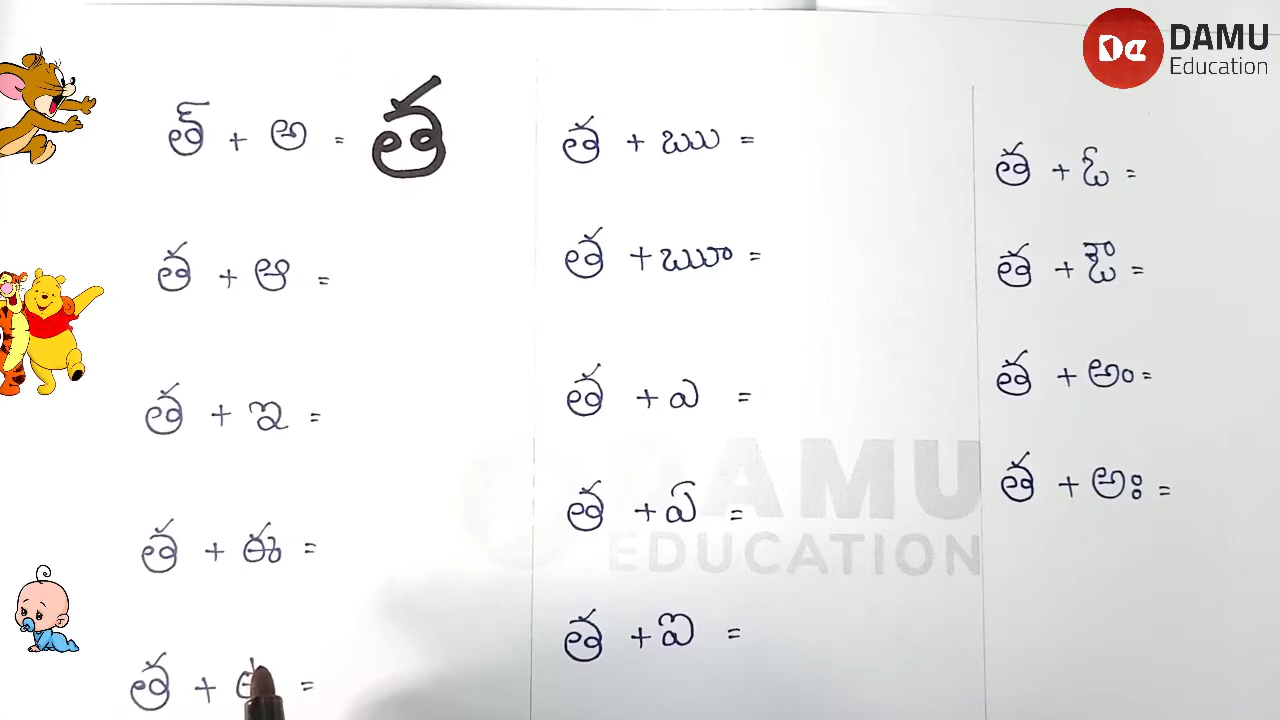 DAMU
Education
త్ + అ = త
త + ఆ =
త + ఇ =
త + ఈ =
త + =
త + ఋ =
త + ౠ =
త + ఎ =
త + ఏ =
త + ఐ =
త + ఓ =
త + ఔ =
త + అం =
త + అః =
DAMU
EDUCATION